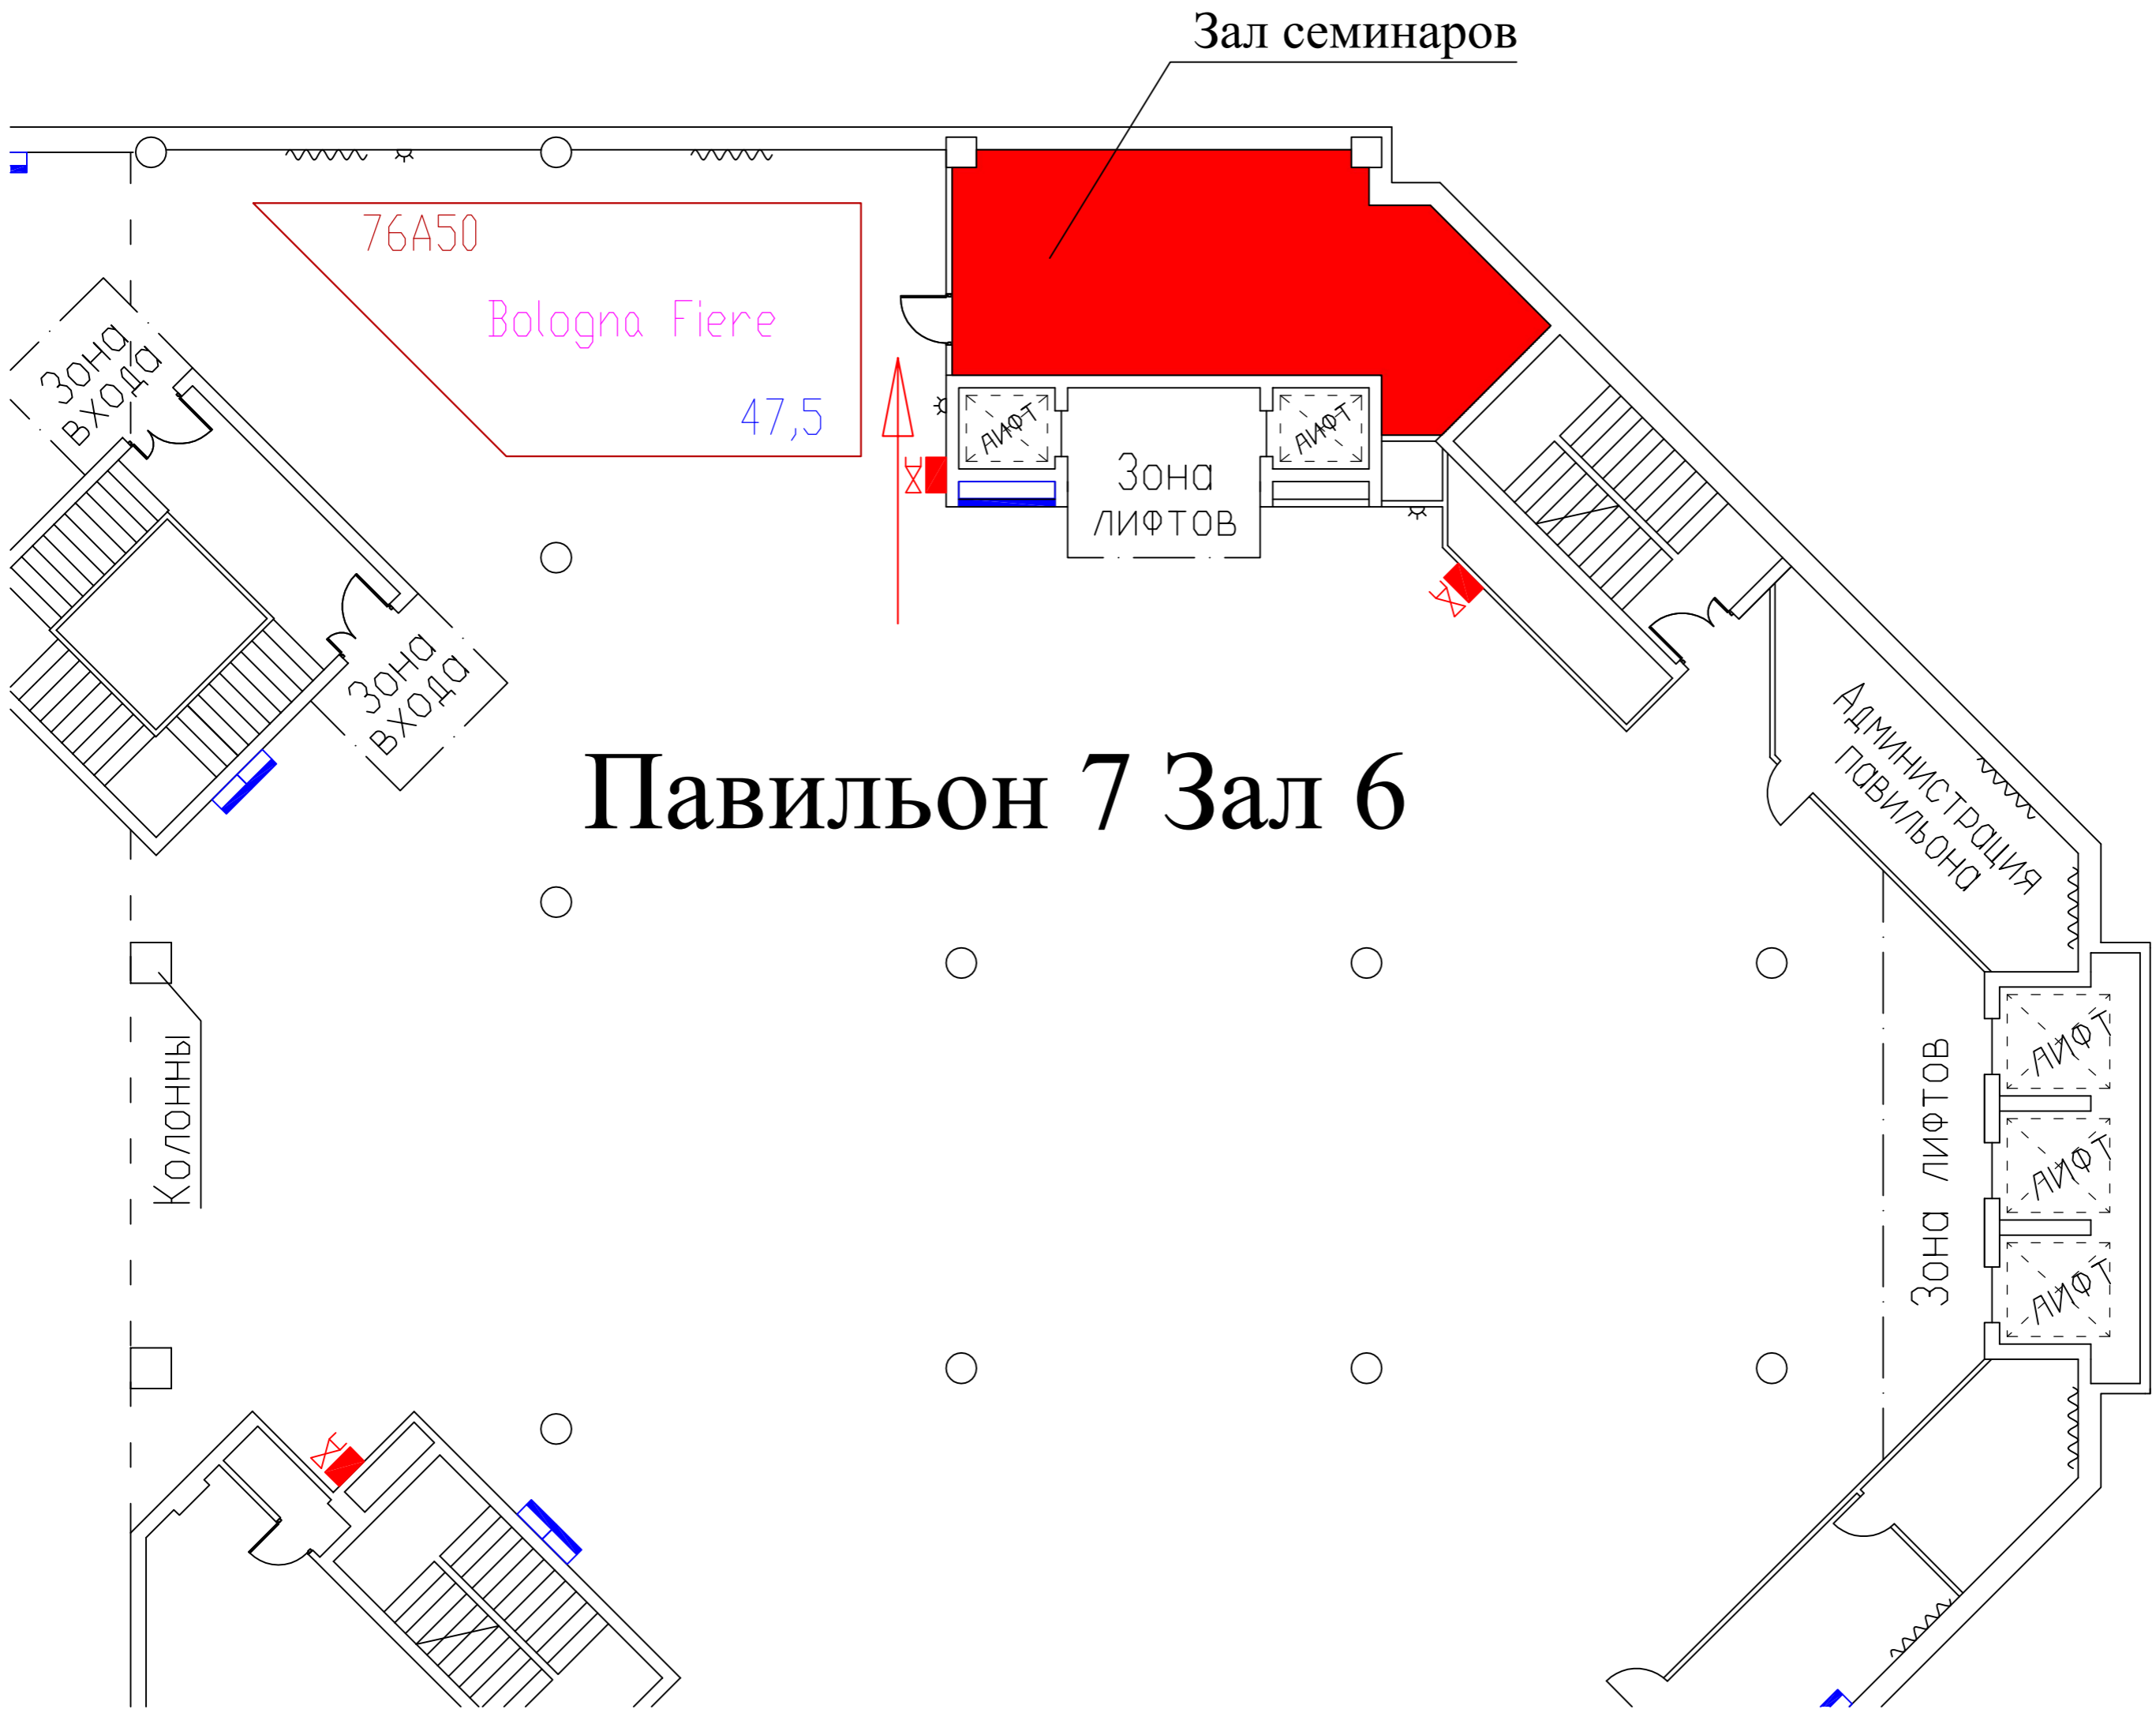 Зал семинаров
76А50
Bologna Fiere
47,5
Зона
входа
лифт
лифт
Зона
лифтов
Зона
входа
Павильон 7 Зал 6
Администрация
павильона
Колонны
Зона лифтов
лифт
лифт
лифт